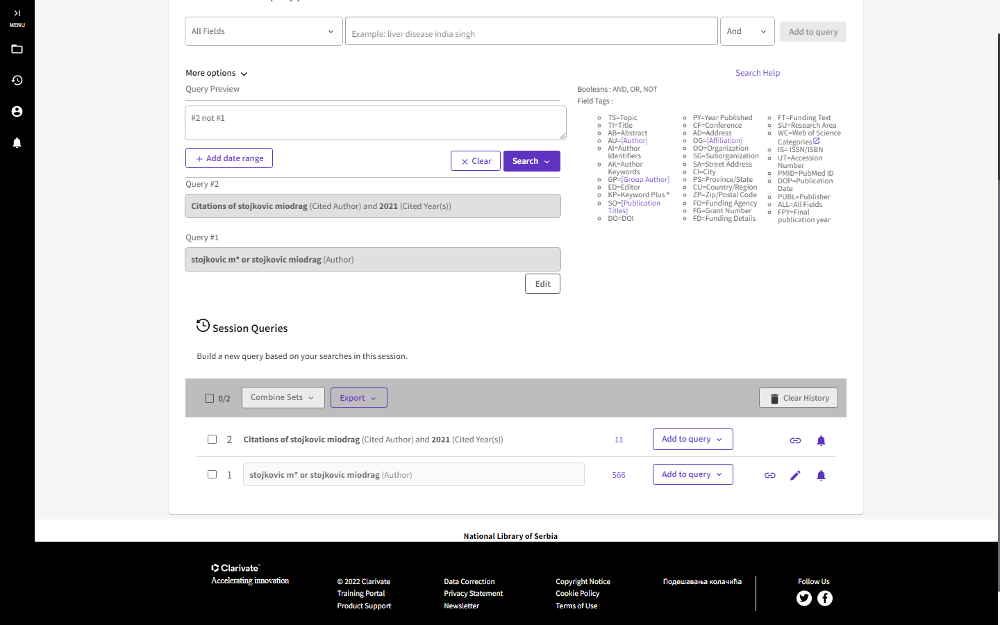 MENU
All Fields
Example: liver disease india singh
And
Add to query
More options
Search Help
Query Preview
Booleans : AND, OR, NOT
Field Tags :
#2 not #1
TS=Topic
TI=Title
AB=Abstract
AU=[Author]
AI=Author
Identifiers
AK=Author
Keywords
GP=[Group Author]
ED=Editor
KP=Keyword Plus ®
SO=[Publication
Titles]
DO=DOI
PY=Year Published
CF=Conference
AD=Address
OG=[Affiliation]
OO=Organization
SG=Suborganization
SA=Street Address
CI=City
PS=Province/State
CU=Country/Region
ZP=Zip/Postal Code
FO=Funding Agency
FG=Grant Number
FD=Funding Details
FT=Funding Text
SU=Research Area
WC=Web of Science
Categories
IS= ISSN/ISBN
UT=Accession
Number
PMID=PubMed ID
DOP=Publication
Date
PUBL=Publisher
ALL=All Fields
FPY=Final
publication year
+ Add date range
× Clear
Search
Query #2
Citations of stojkovic miodrag (Cited Author) and 2021 (Cited Year(s))
Query #1
stojkovic m* or stojkovic miodrag (Author)
Edit
Session Queries
Build a new query based on your searches in this session.
0/2
Combine Sets
Export
Clear History
2 Citations of stojkovic miodrag (Cited Author) and 2021 (Cited Year(s)) 11 Add to query
1 stojkovic m* or stojkovic miodrag (Author) 566 Add to query
National Library of Serbia
Clarivate™
Accelerating innovation
© 2022 Clarivate
Training Portal
Product Support
Data Correction
Privacy Statement
Newsletter
Copyright Notice
Cookie Policy
Terms of Use
Подешавања колачића
Follow Us